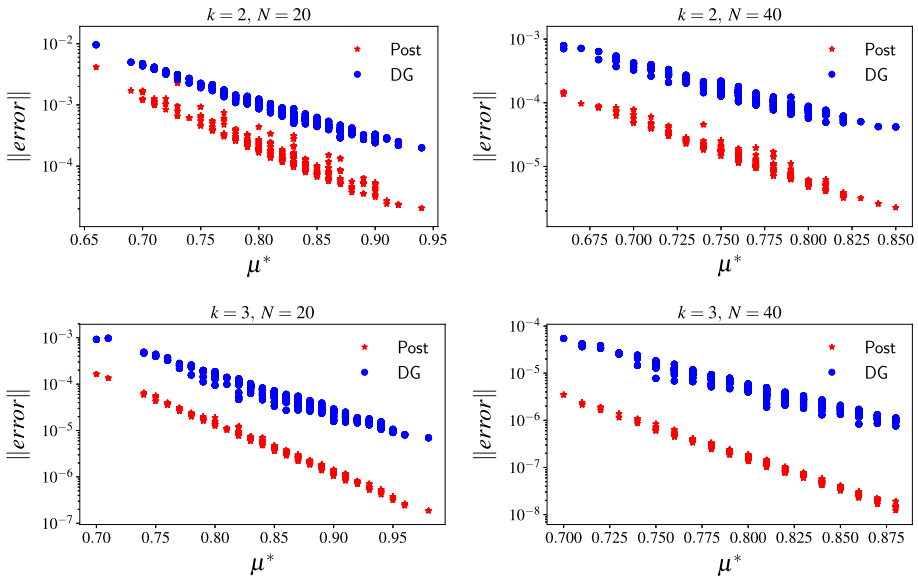 k = 2, N = 20
10⁻²
10⁻³
10⁻⁴
||error||
Post
DG
0.65 0.70 0.75 0.80 0.85 0.90 0.95
μ*
k = 2, N = 40
10⁻³
10⁻⁴
10⁻⁵
||error||
Post
DG
0.675 0.700 0.725 0.750 0.775 0.800 0.825 0.850
μ*
k = 3, N = 20
10⁻³
10⁻⁴
10⁻⁵
10⁻⁶
10⁻⁷
||error||
Post
DG
0.70 0.75 0.80 0.85 0.90 0.95
μ*
k = 3, N = 40
10⁻⁴
10⁻⁵
10⁻⁶
10⁻⁷
10⁻⁸
||error||
Post
DG
0.700 0.725 0.750 0.775 0.800 0.825 0.850 0.875
μ*